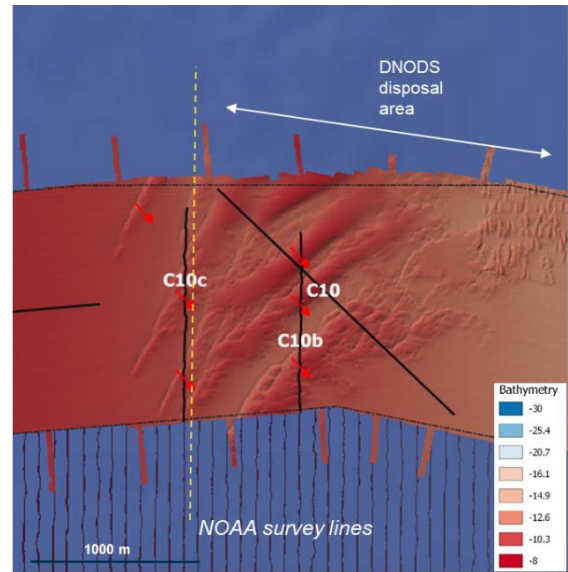 DNODS
disposal
area
C10c
C10
C10b
NOAA survey lines
1000 m
Bathymetry
-30
-25.4
-20.7
-16.1
-14.9
-12.6
-10.3
-8